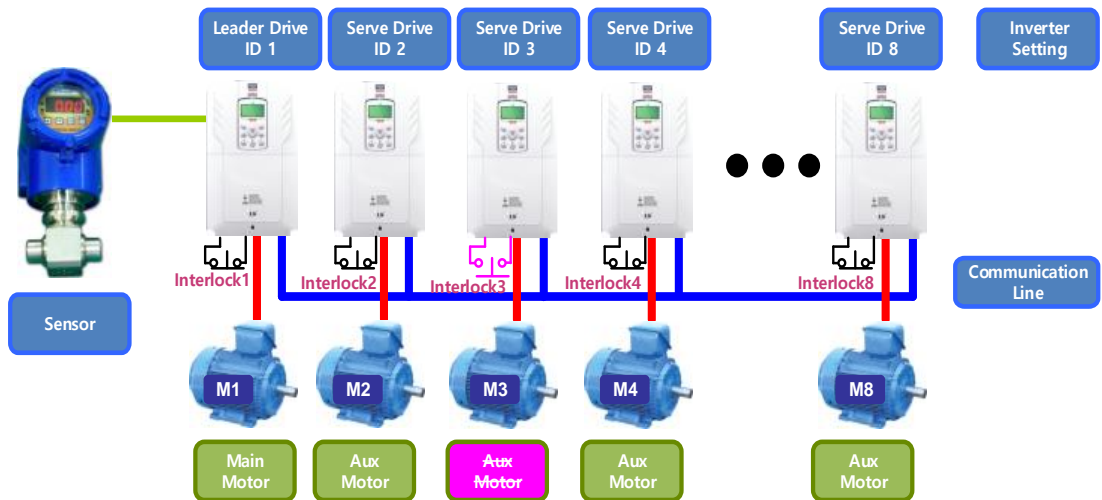 Leader Drive
ID 1
Serve Drive
ID 2
Serve Drive
ID 3
Serve Drive
ID 4
Serve Drive
ID 8
Inverter
Setting
Interlock1
Interlock2
Interlock3
Interlock4
Interlock8
Communication
Line
Sensor
M1
M2
M3
M4
M8
Main
Motor
Aux
Motor
Aux
Motor
Aux
Motor
Aux
Motor